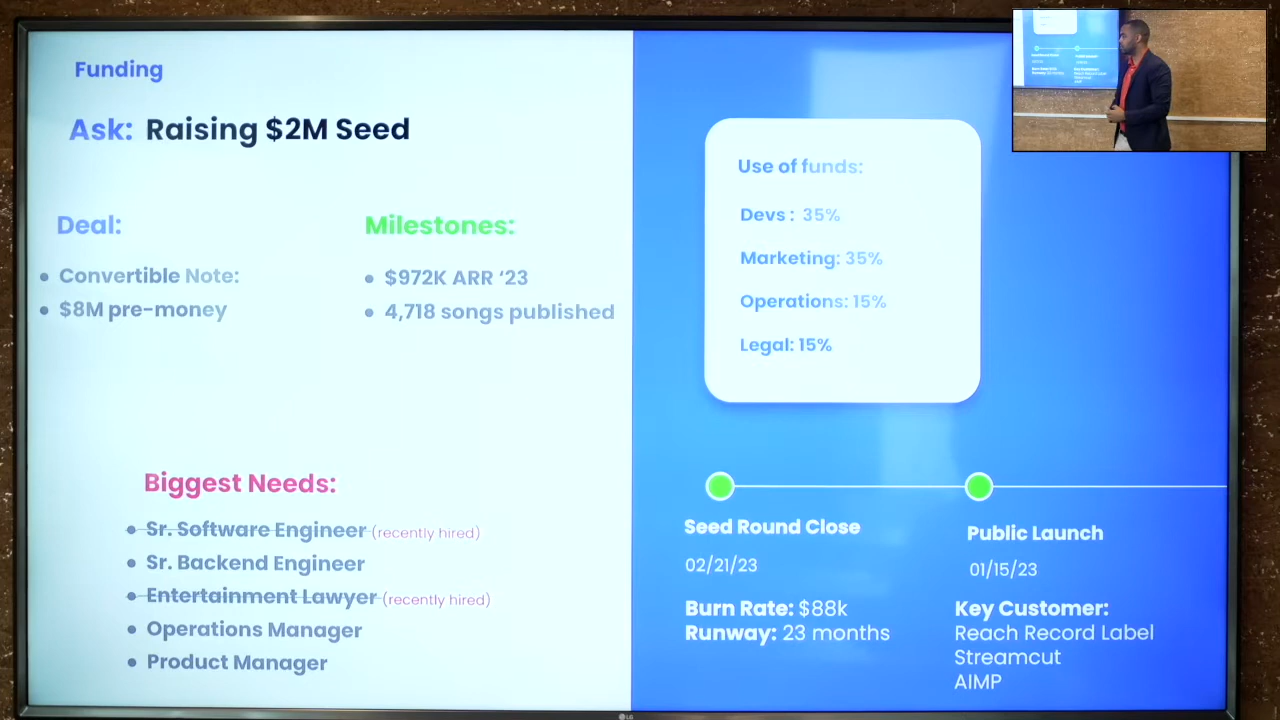 Funding
Ask: Raising $2M Seed
Deal:
• Convertible Note:
• $8M pre-money
Milestones:
• $972K ARR ‘23
• 4,718 songs published
Biggest Needs:
• Sr. Software Engineer (recently hired)
• Sr. Backend Engineer
• Entertainment Lawyer (recently hired)
• Operations Manager
• Product Manager
Use of funds:
Devs : 35%
Marketing: 35%
Operations: 15%
Legal: 15%
Seed Round Close
02/21/23
Burn Rate: $88k
Runway: 23 months
Public Launch
01/15/23
Key Customer:
Reach Record Label
Streamcut
AIMP
LG